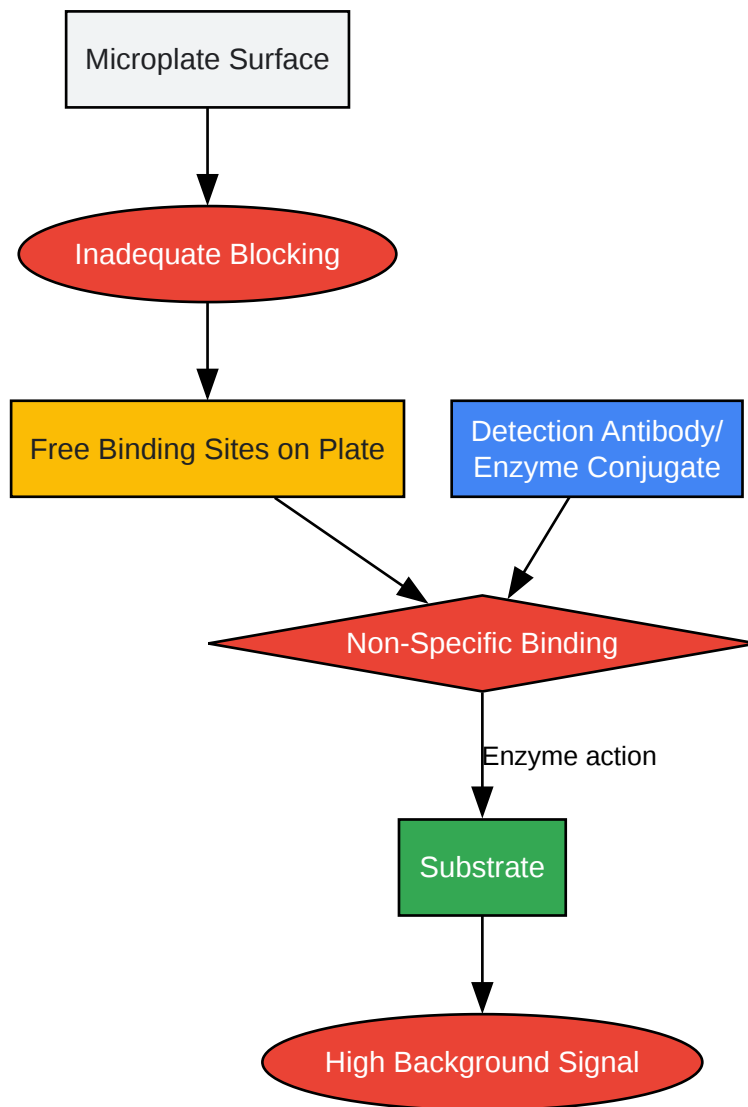 Microplate Surface
Inadequate Blocking
Free Binding Sites on Plate
Detection Antibody/
Enzyme Conjugate
Non-Specific Binding
Enzyme action
Substrate
High Background Signal